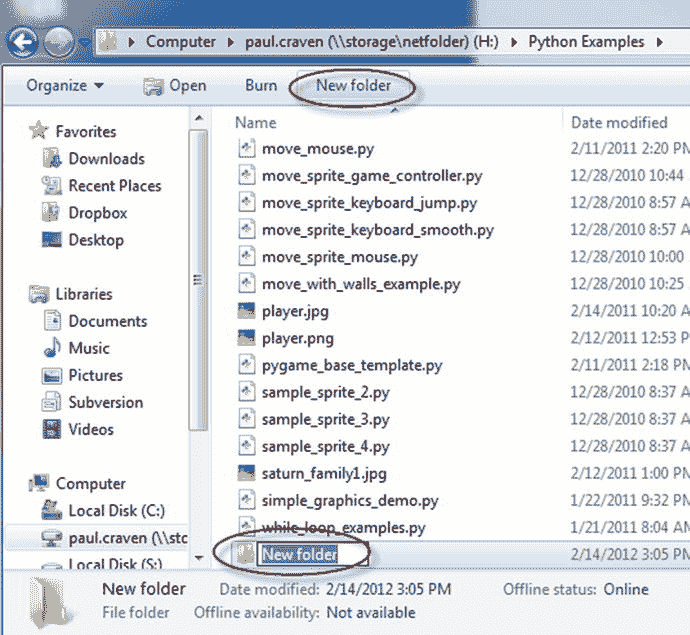 Computer paul.craven (\\storage\netfolder) (H:) Python Examples
Organize Open Burn New folder
Favorites
Downloads
Recent Places
Dropbox
Desktop
Libraries
Documents
Music
Pictures
Subversion
Videos
Computer
Local Disk (C:)
paul.craven (\\stc
Local Disk (S:)
Name Date modified
move_mouse.py 2/11/2011 2:20 PM
move_sprite_game_controller.py 12/28/2010 10:44
move_sprite_keyboard_jump.py 12/28/2010 8:57 A
move_sprite_keyboard_smooth.py 12/28/2010 8:57 A
move_sprite_mouse.py 12/28/2010 10:00
move_with_walls_example.py 12/28/2010 10:25
player.jpg 2/14/2011 10:20 A
player.png 2/12/2011 12:53 P
pygame_base_template.py 2/11/2011 2:18 PM
sample_sprite_2.py 12/28/2010 8:37 A
sample_sprite_3.py 12/28/2010 8:37 A
sample_sprite_4.py 12/28/2010 8:37 A
saturn_family1.jpg 2/12/2011 1:00 PM
simple_graphics_demo.py 1/22/2011 9:32 PM
while_loop_examples.py 1/21/2011 8:04 AM
New folder 2/14/2012 3:05 PM
New folder Date modified: 2/14/2012 3:05 PM Offline status: Online
File folder Offline availability: Not available